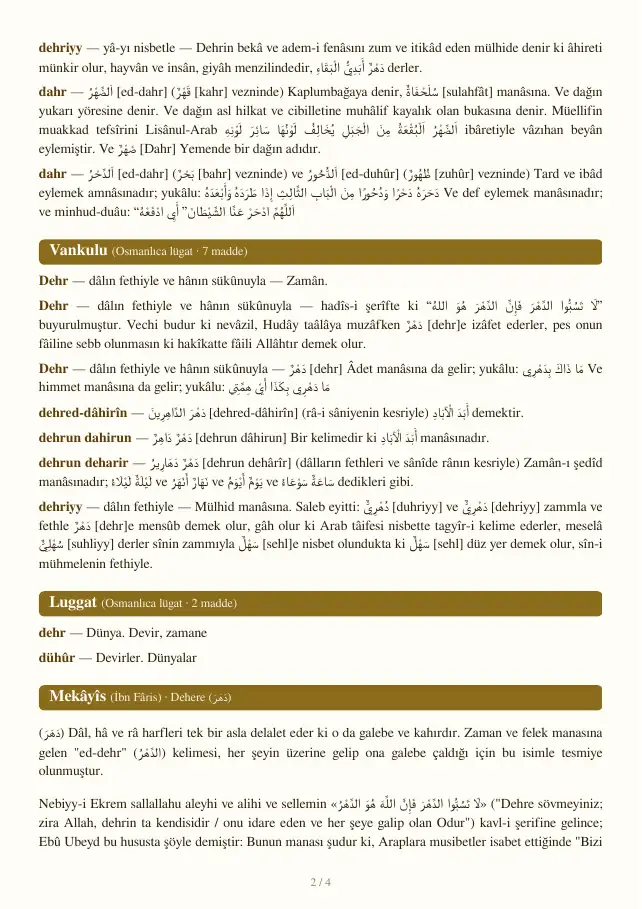 dehriyy — yâ-yı nisbetle — Dehrin bekâ ve adem-i fenâsını zum ve itikâd eden mülhide denir ki âhireti
münkir olur, hayvân ve insân, giyâh menzilindedir, دَهْرٌ أَبَدِيُّ الْبَقَاءِ derler.
dahr — اَلضَّهْرُ [ed-dahr] (قَهْرٌ [kahr] vezninde) Kaplumbağaya denir, سُلَحْفَاةٌ [sulahfât] manâsına. Ve dağın
yukarı yöresine denir. Ve dağın asl hilkat ve cibilletine muhâlif kayalık olan bukasına denir. Müellifin
muakkad tefsîrini Lisânul-Arab اَلضَّهْرُ اَلْبُقْعَةُ مِنَ الْجَبَلِ يُخَالِفُ لَوْنُهَا سَائِرَ لَوْنِهِ ibâretiyle vâzıhan beyân
eylemiştir. Ve ضَهْرٌ [Dahr] Yemende bir dağın adıdır.
dahr — اَلدَّحْرُ [ed-dahr] (بَحْرٌ [bahr] vezninde) ve اَلدُّحُورُ [ed-duhûr] (ظُهُورٌ [zuhûr] vezninde) Tard ve ibâd
eylemek amnâsınadır; yukâlu: دَحَرَهُ دَحْرًا وَدُحُورًا مِنَ الْبَابِ الثَّالِثِ إِذَا طَرَدَهُ وَأَبْعَدَهُ Ve def eylemek manâsınadır;
ve minhud-duâu: “اَللَّهُمَّ ادْحَرْ عَنَّا الشَّيْطَانَ” أَيِ ادْفَعْهُ
Vankulu (Osmanlıca lügat · 7 madde)
Dehr — dâlın fethiyle ve hânın sükûnuyla — Zamân.
Dehr — dâlın fethiyle ve hânın sükûnuyla — hadîs-i şerîfte ki “لَا تَسُبُّوا الدَّهْرَ فَإِنَّ الدَّهْرَ هُوَ اللهُ”
buyurulmuştur. Vechi budur ki nevâzil, Hudây taâlâya muzâfken دَهْرٌ [dehr]e izâfet ederler, pes onun
fâiline sebb olunmasın ki hakîkatte fâili Allâhtır demek olur.
Dehr — dâlın fethiyle ve hânın sükûnuyla — دَهْرٌ [dehr] Âdet manâsına da gelir; yukâlu: مَا ذَاكَ بِدَهْرِي Ve
himmet manâsına da gelir; yukâlu: مَا دَهْرِي بِكَذَا أَيْ هِمَّتِي
dehred-dâhirîn — دَهْرَ الدَّاهِرِينَ [dehred-dâhirîn] (râ-i sâniyenin kesriyle) أَبَدَ الْآبَادِ demektir.
dehrun dahirun — دَهْرٌ دَاهِرٌ [dehrun dâhirun] Bir kelimedir ki أَبَدَ الْآبَادِ manâsınadır.
dehrun deharir — دَهْرٌ دَهَارِيرُ [dehrun dehârîr] (dâlların fethleri ve sânîde rânın kesriyle) Zamân-ı şedîd
manâsınadır; لَيْلَةٌ لَيْلَاءُ ve نَهَارٌ أَنْهَرُ ve يَوْمٌ أَيْوَمُ ve سَاعَةٌ سَوْعَاءُ dedikleri gibi.
dehriyy — dâlın fethiyle — Mülhid manâsına. Saleb eyitti: دُهْرِيٌّ [duhriyy] ve دَهْرِيٌّ [dehriyy] zammla ve
fethle دَهْرٌ [dehr]e mensûb demek olur, gâh olur ki Arab tâifesi nisbette tagyîr-i kelime ederler, meselâ
سُهْلِيٌّ [suhliyy] derler sînin zammıyla سَهْلٌ [sehl]e nisbet olundukta ki سَهْلٌ [sehl] düz yer demek olur, sîn-i
mühmelenin fethiyle.
Luggat (Osmanlıca lügat · 2 madde)
dehr — Dünya. Devir, zamane
dühûr — Devirler. Dünyalar
Mekâyîs (İbn Fâris) · Dehere (دَهَرَ)
(دَهَرَ) Dâl, hâ ve râ harfleri tek bir asla delalet eder ki o da galebe ve kahırdır. Zaman ve felek manasına
gelen "ed-dehr" (الدَّهْرُ) kelimesi, her şeyin üzerine gelip ona galebe çaldığı için bu isimle tesmiye
olunmuştur.
Nebiyy-i Ekrem sallallahu aleyhi ve alihi ve sellemin «لَا تَسُبُّوا الدَّهْرَ فَإِنَّ اللَّهَ هُوَ الدَّهْرُ» ("Dehre sövmeyiniz;
zira Allah, dehrin ta kendisidir / onu idare eden ve her şeye galip olan Odur") kavl-i şerifine gelince;
Ebû Ubeyd bu hususta şöyle demiştir: Bunun manası şudur ki, Araplara musibetler isabet ettiğinde "Bizi
2 / 4